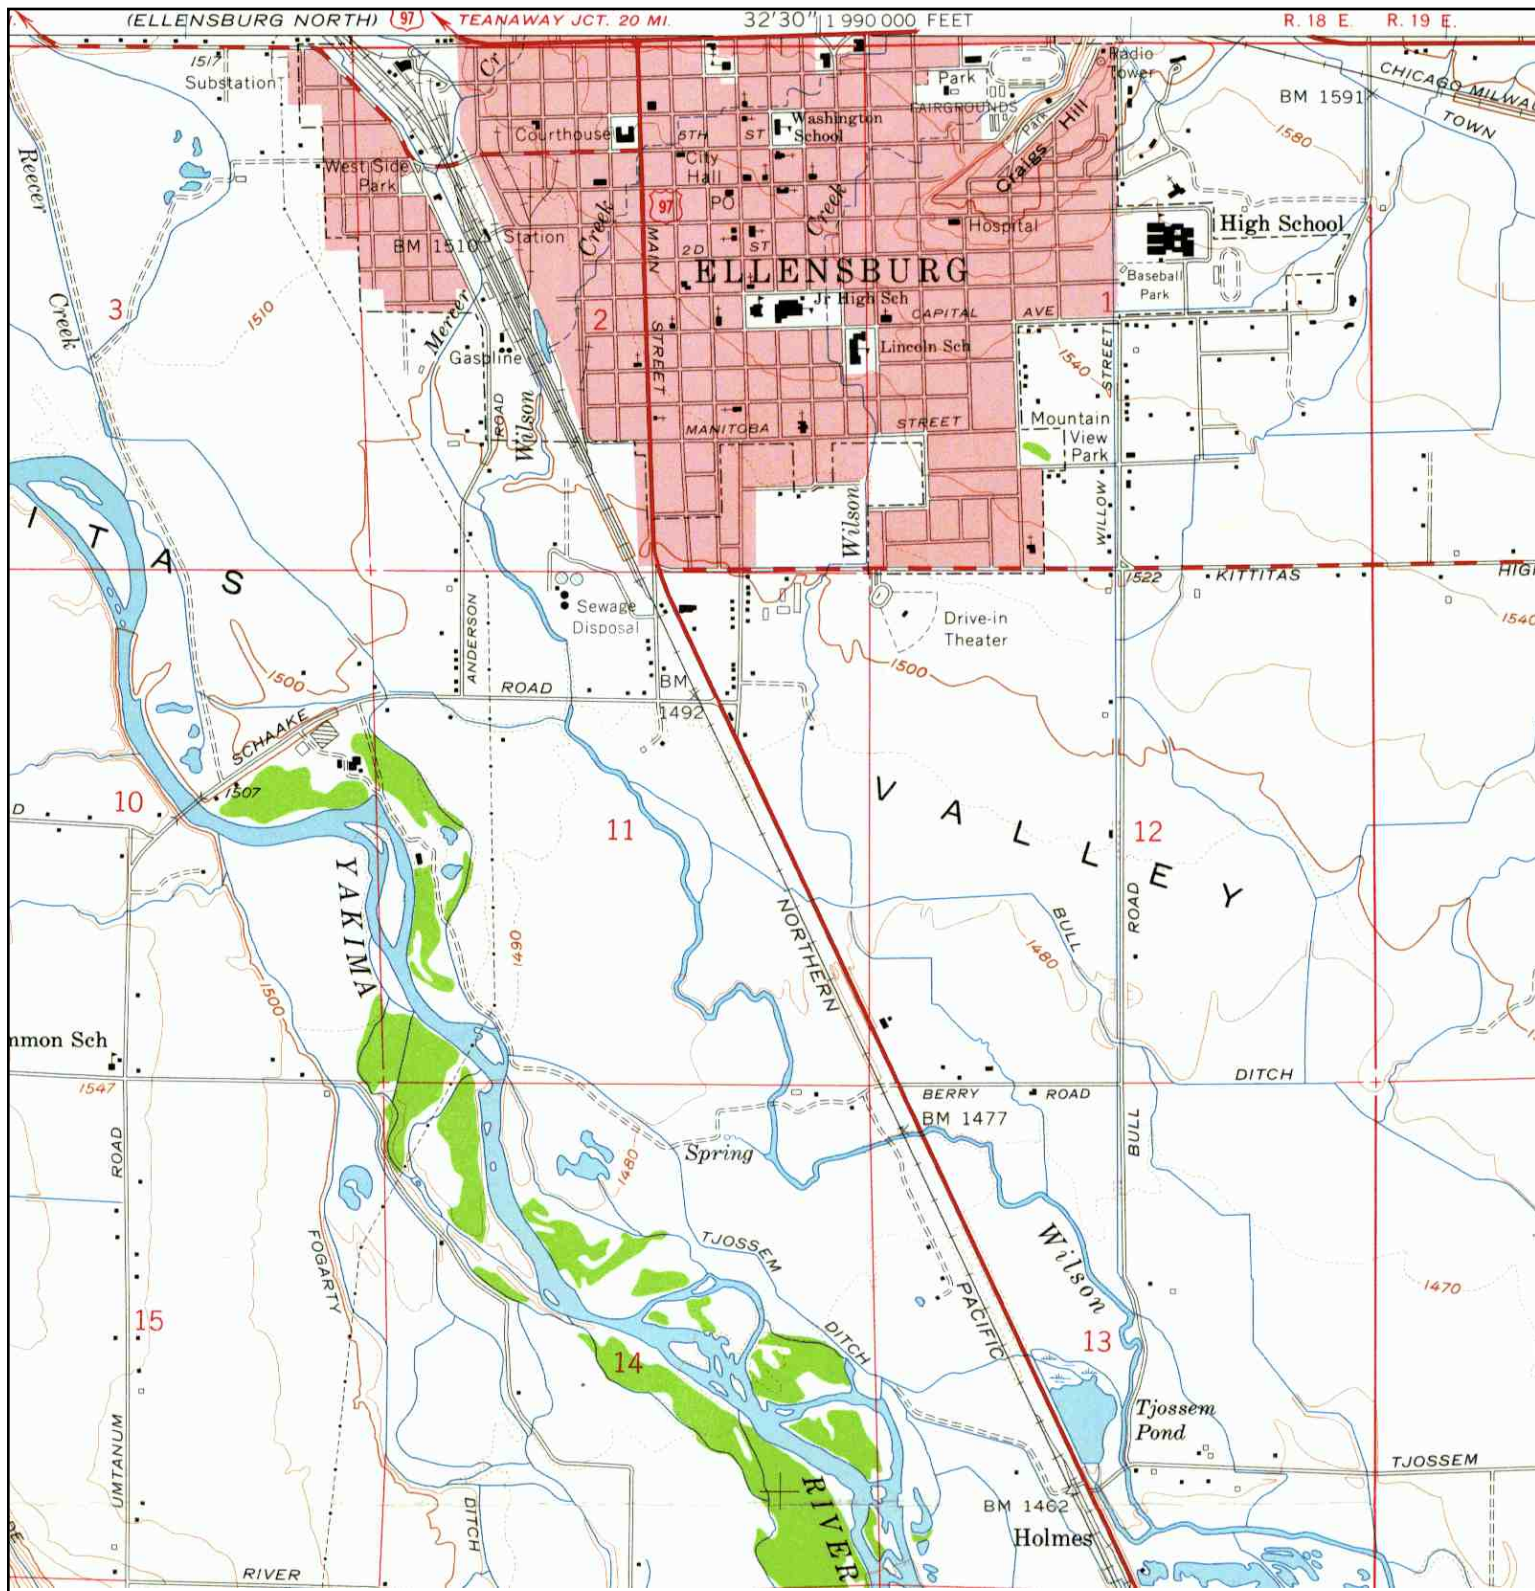 (ELLENSBURG NORTH)
97
TEANAWAY JCT. 20 MI.
32'30"
1 990 000 FEET
R. 18 E.
R. 19 E.
1517
Substation
Cr
Park
Radio
Tower
CHICAGO
BM 1591
TOWN
FAIRGROUNDS
Courthouse
5TH
ST
Washington
School
Park
Craigs Hill
1580
Reecer
Creek
West Side
Park
City
Hall
PO
97
Creek
Creek
Hospital
High School
BM 1510
Station
MAIN
STREET
2D
ST
ELLENSBURG
Baseball
Park
Jr High Sch
CAPITAL
AVE
3
1510
Mercer
2
1
Gasoline
Lincoln Sch
1540
STREET
ROAD
Wilson
MANITOBA
STREET
Mountain
View
Park
WILLOW
Wilson
I T A S
1522
KITTITAS
Sewage
Disposal
Drive-in
Theater
1540
ANDERSON
1500
1500
ROAD
BM
1492
SCHAAKE
1507
10
11
12
V A L L E Y
YAKIMA
NORTHERN
1490
BULL
ROAD
1480
1500
1547
DITCH
BERRY
ROAD
BM 1477
BULL
ROAD
Spring
1480
FOGARTY
TJOSSEM
DITCH
Wilson
1470
PACIFIC
15
14
13
Tjossem
Pond
TJOSSEM
UMTANUM
DITCH
RIVER
BM 1462
Holmes
RIVER